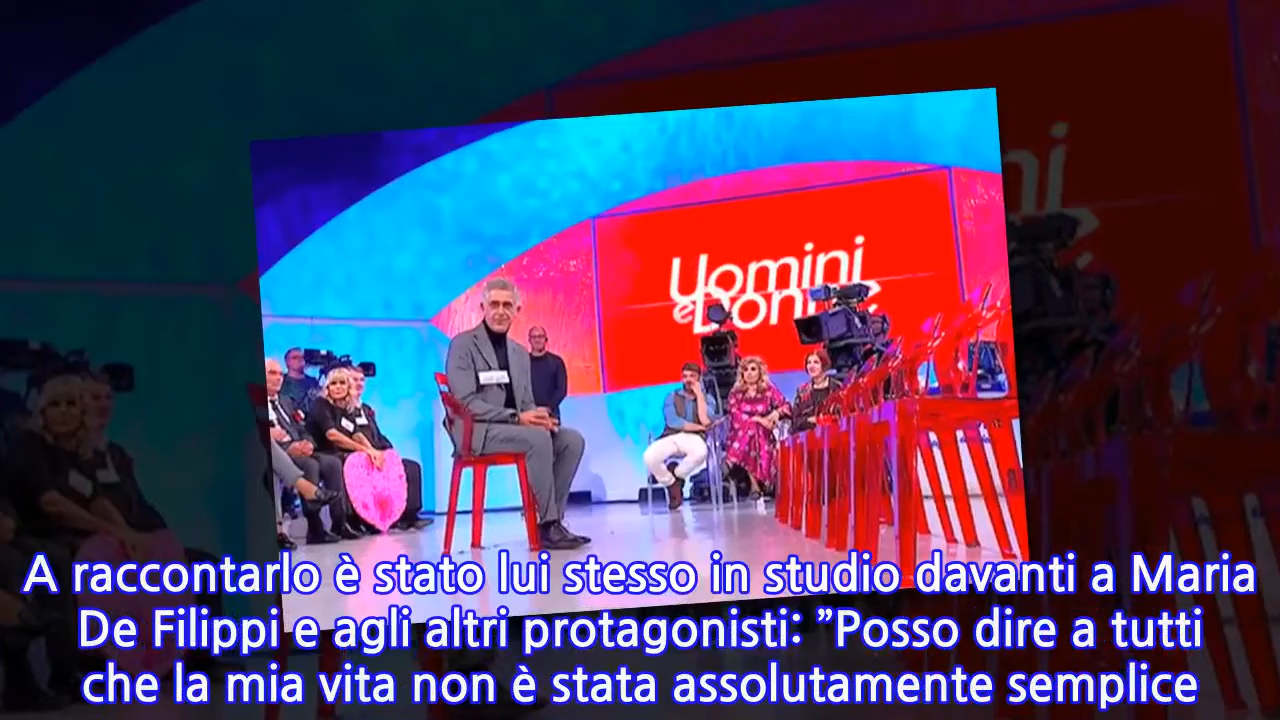 Uomini
e Donne
A raccontarlo è stato lui stesso in studio davanti a Maria
De Filippi e agli altri protagonisti: ”Posso dire a tutti
che la mia vita non è stata assolutamente semplice